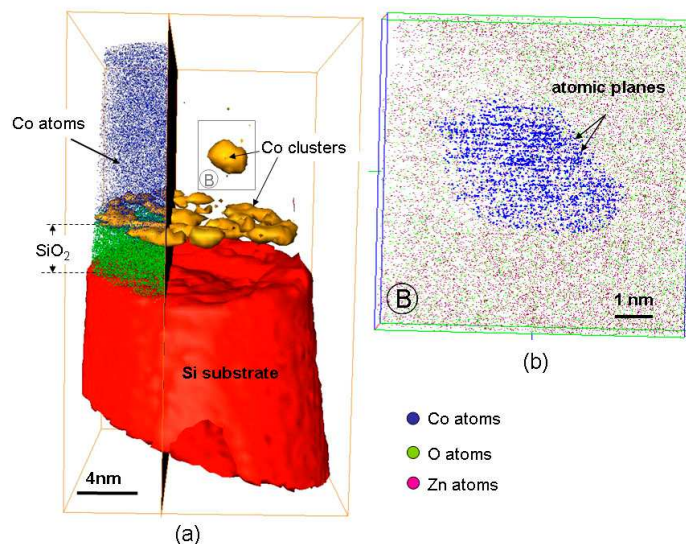 Co atoms
Co clusters
B
SiO2
Si substrate
4nm
(a)
atomic planes
B
1 nm
(b)
Co atoms
O atoms
Zn atoms